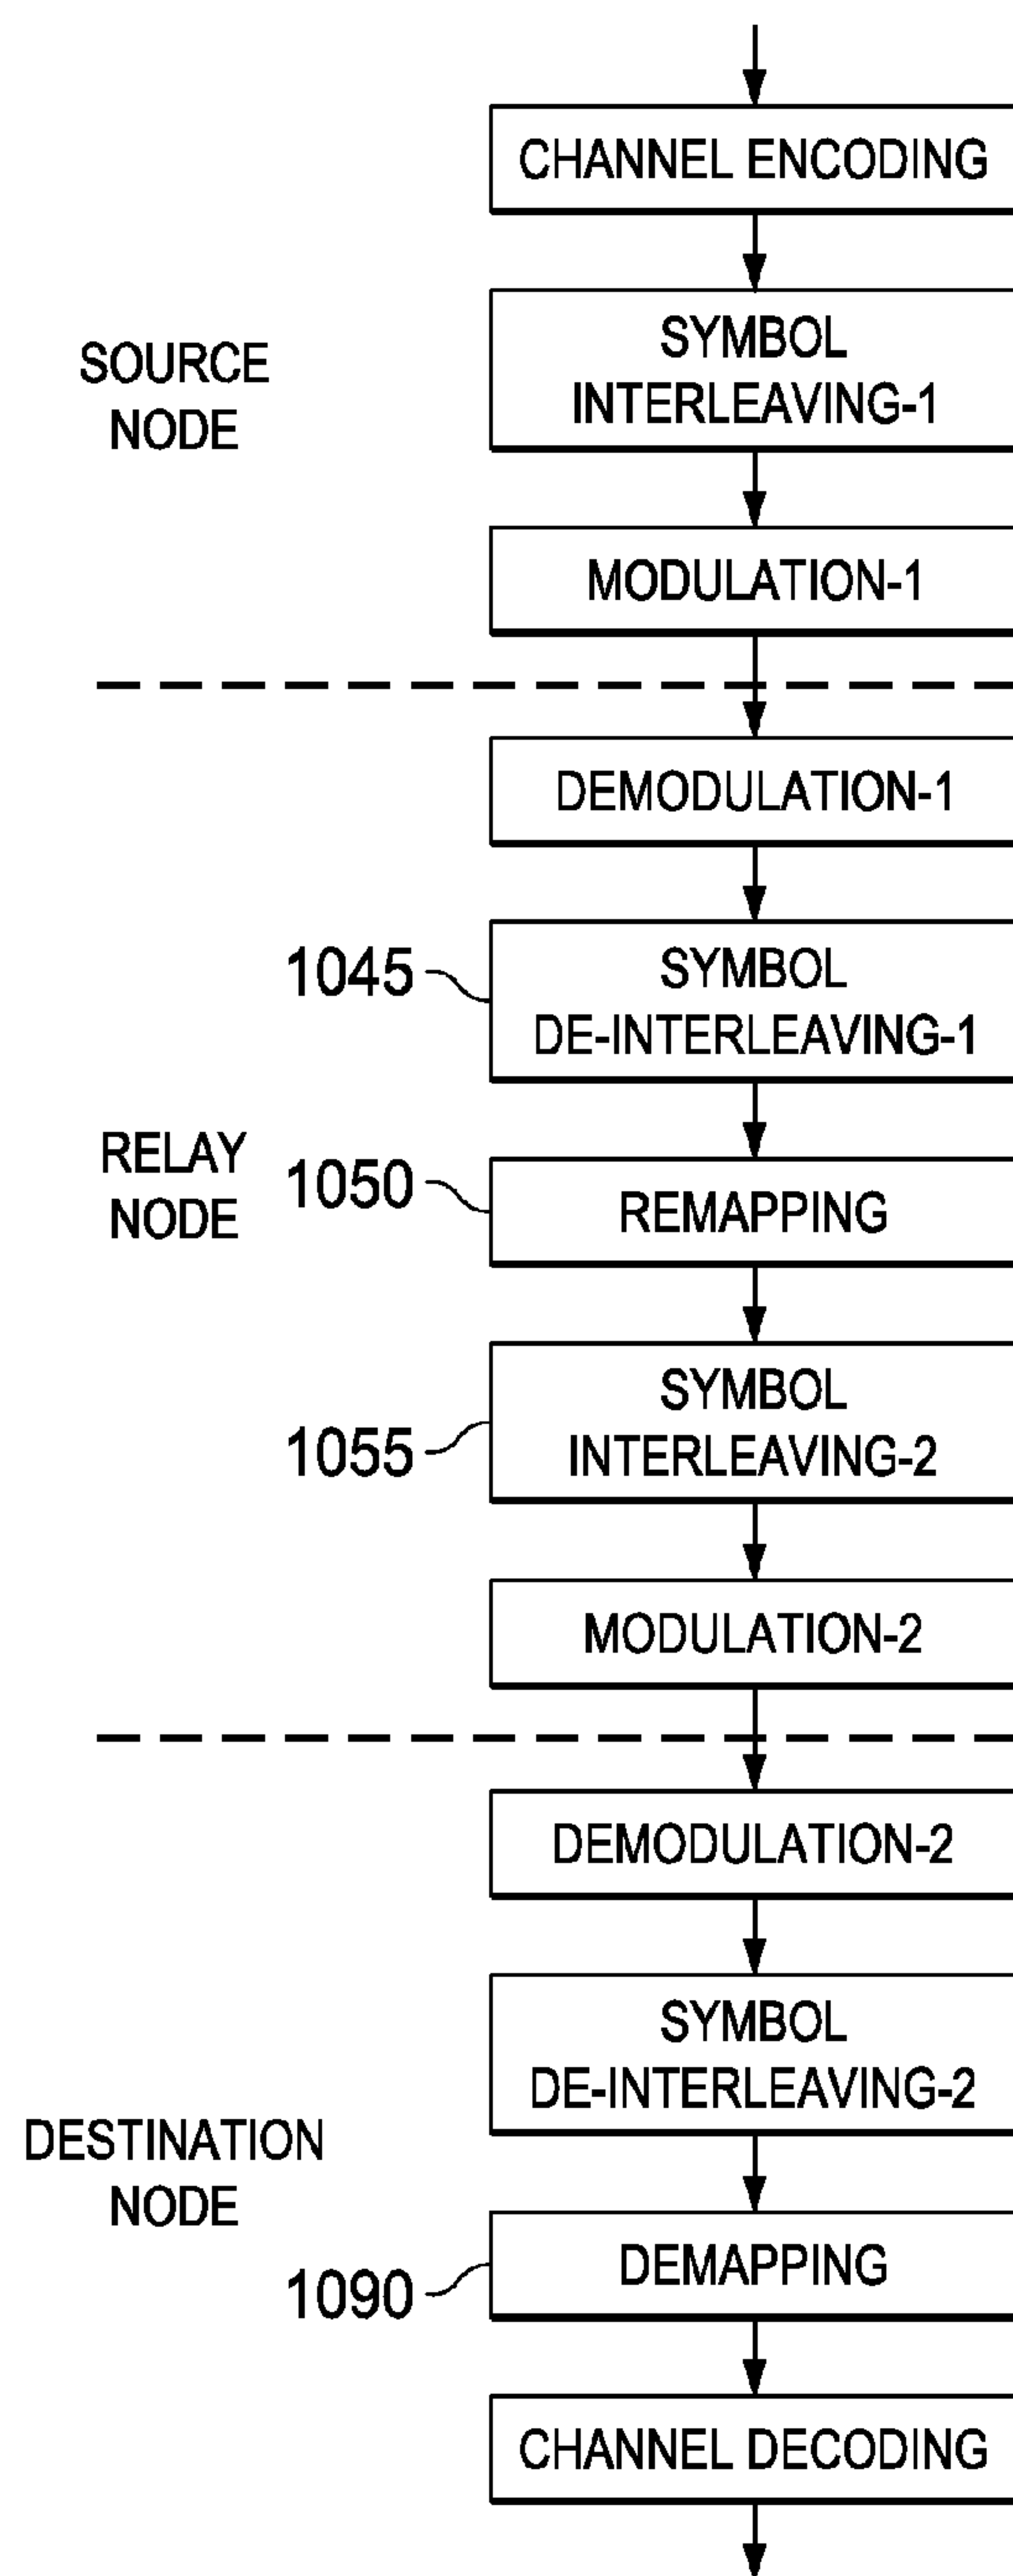 CHANNEL ENCODING
SOURCE
NODE
SYMBOL
INTERLEAVING-1
MODULATION-1
DEMODULATION-1
1045
SYMBOL
DE-INTERLEAVING-1
RELAY
NODE
1050
REMAPPING
1055
SYMBOL
INTERLEAVING-2
MODULATION-2
DEMODULATION-2
SYMBOL
DE-INTERLEAVING-2
DESTINATION
NODE
1090
DEMAPPING
CHANNEL DECODING